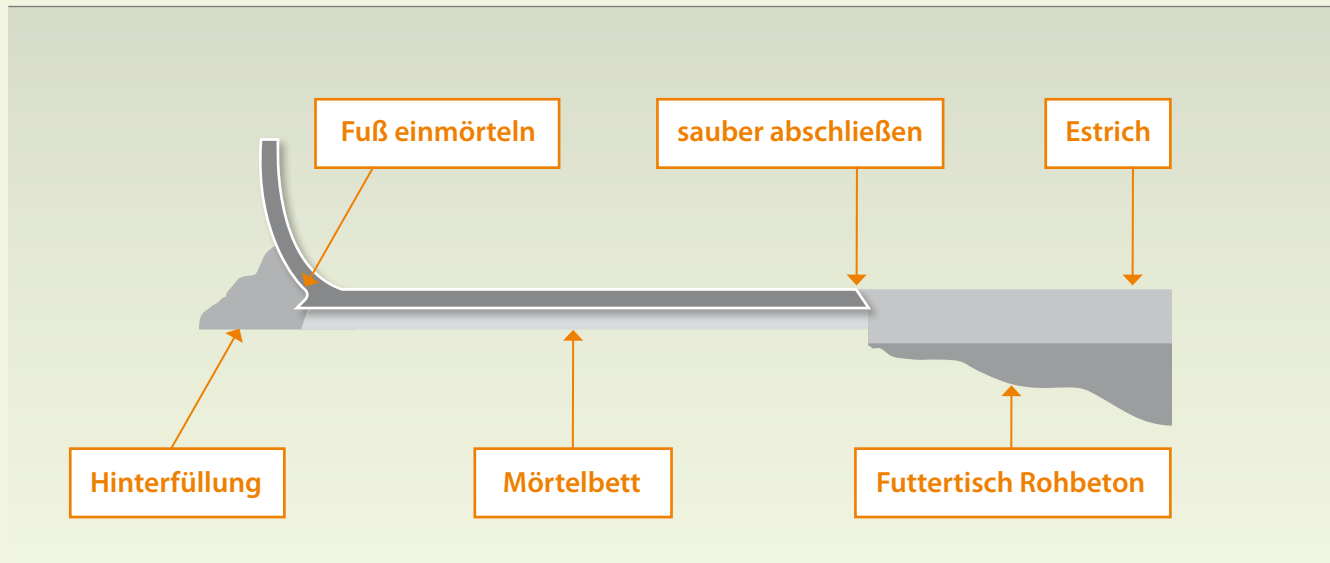 Fuß einmörteln
sauber abschließen
Estrich
Hinterfüllung
Mörtelbett
Futtertisch Rohbeton